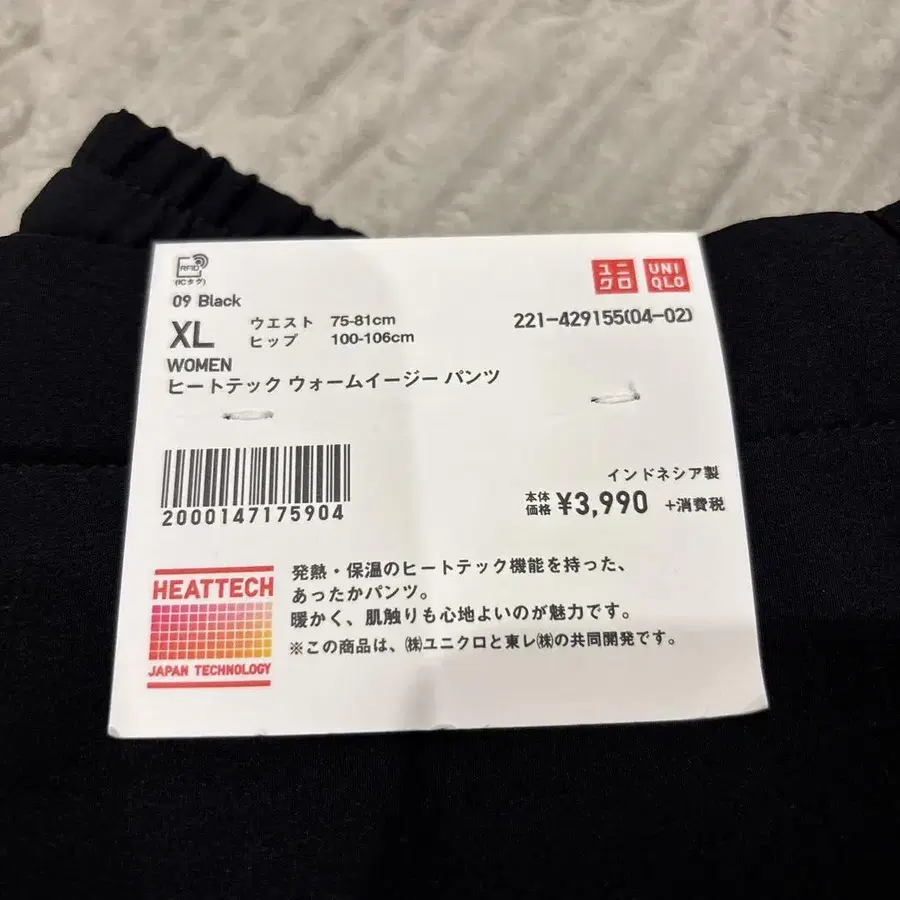 RFID
(ICタグ)
ユニ
クロ
UNI
QLO
09 Black
XL
ウエスト 75-81cm
ヒップ 100-106cm
221-429155(04-02)
WOMEN
ヒートテック ウォームイージー パンツ
インドネシア製
2000147175904
本体
価格 ¥3,990 +消費税
HEATTECH
JAPAN TECHNOLOGY
発熱・保温のヒートテック機能を持った、
あったかパンツ。
暖かく、肌触りも心地よいのが魅力です。
※この商品は、㈱ユニクロと東レ㈱の共同開発です。